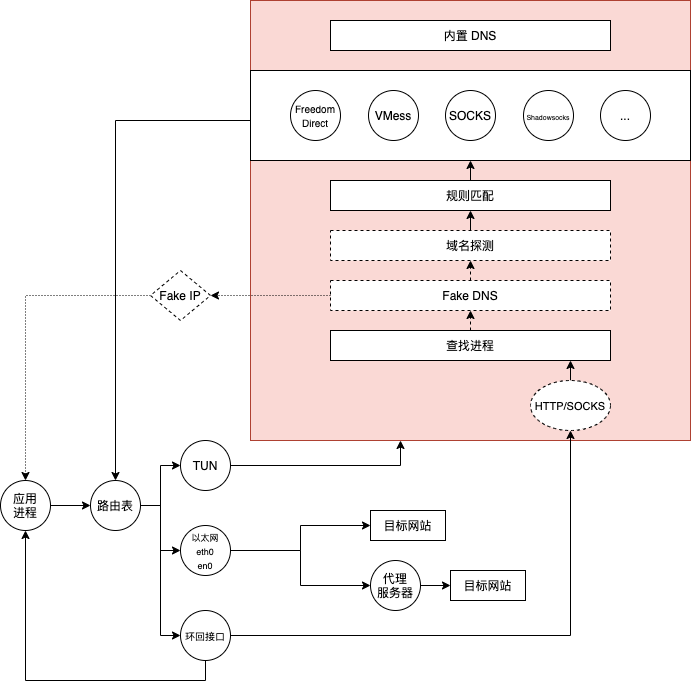 内置 DNS
Freedom
Direct
VMess
SOCKS
Shadowsocks
...
规则匹配
域名探测
Fake IP
Fake DNS
查找进程
HTTP/SOCKS
TUN
应用
进程
路由表
以太网
eth0
en0
目标网站
代理
服务器
目标网站
环回接口